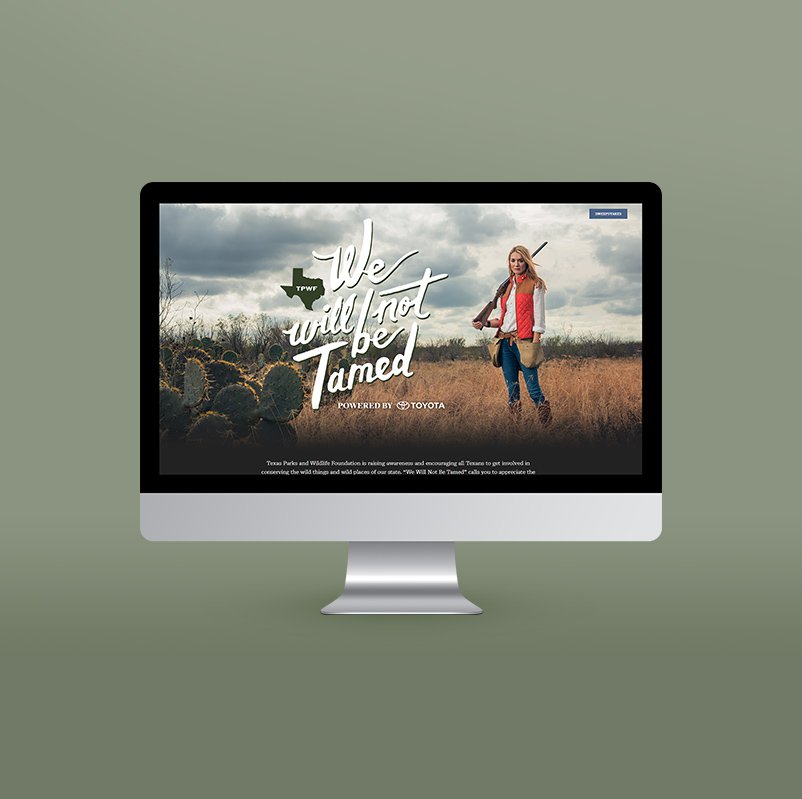 SWEEPSTAKES
We
TPWF
will not
be
Tamed
POWERED BY TOYOTA
Texas Parks and Wildlife Foundation is raising awareness and encouraging all Texans to get involved in
conserving the wild things and wild places of our state. “We Will Not Be Tamed” calls you to appreciate the